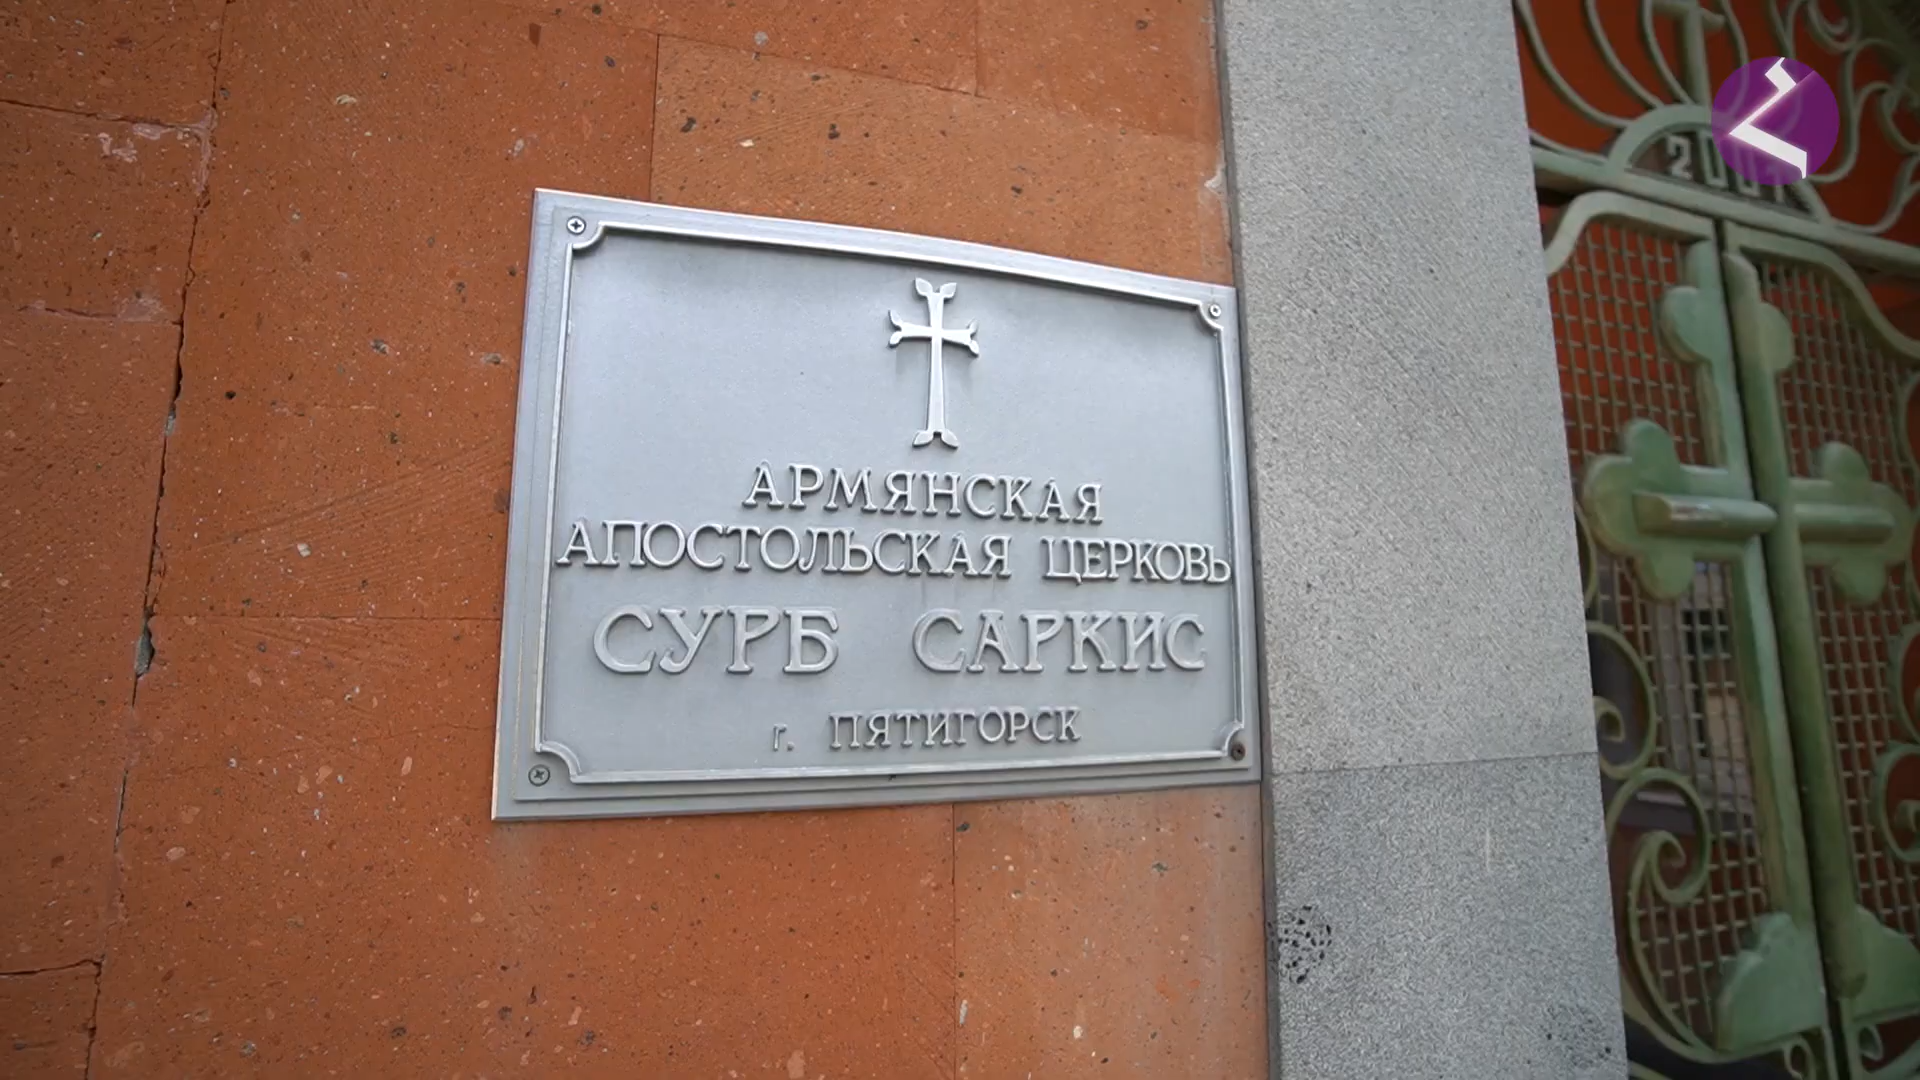 АРМЯНСКАЯ
АПОСТОЛЬСКАЯ ЦЕРКОВЬ
СУРБ САРКИС
г. ПЯТИГОРСК